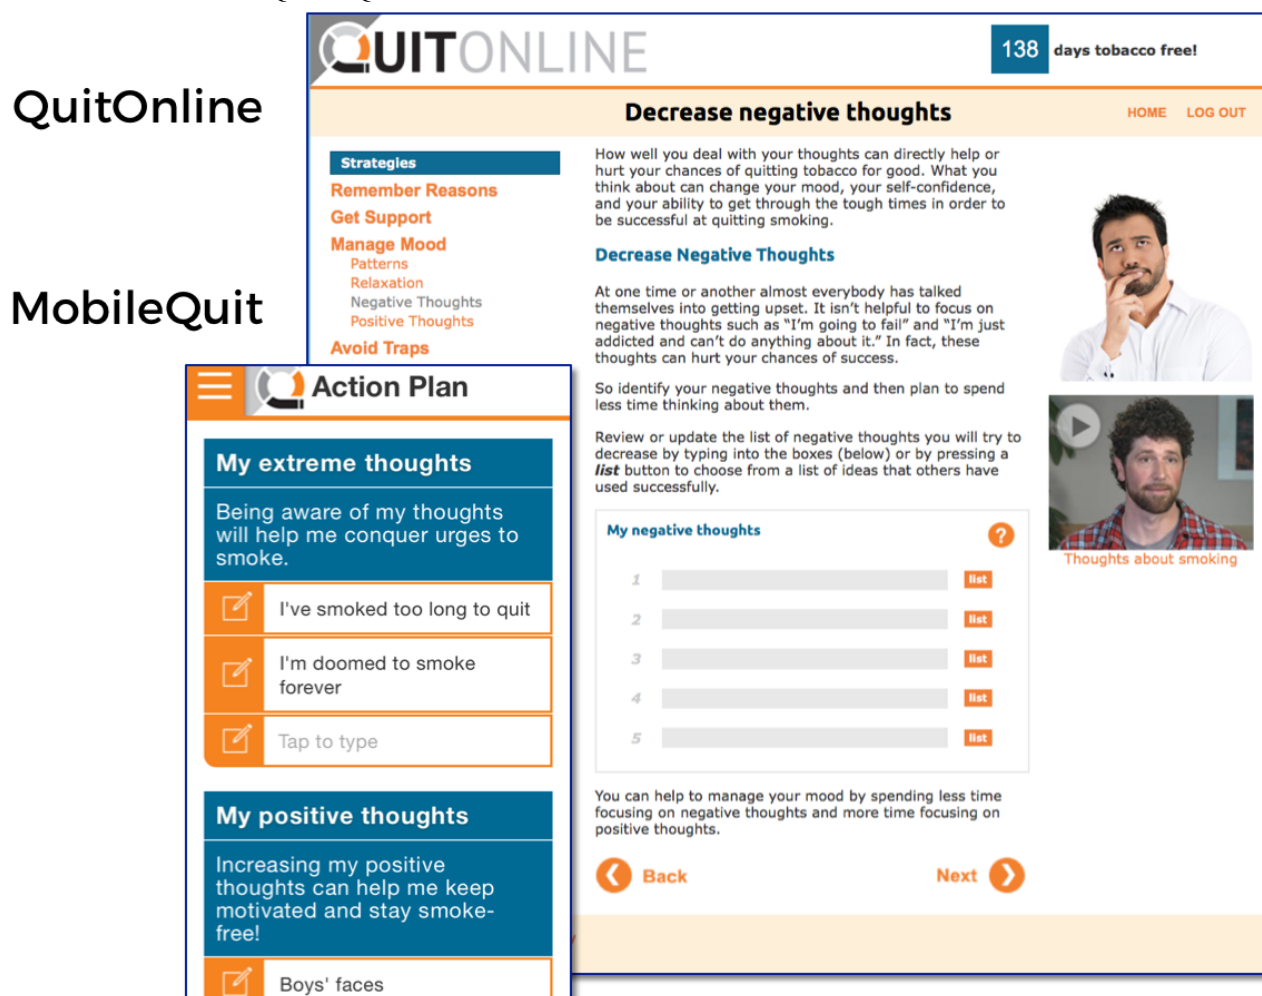 QuitOnline
MobileQuit
QUITONLINE
138 days tobacco free!
Decrease negative thoughts
HOME LOG OUT
Strategies
Remember Reasons
Get Support
Manage Mood
Patterns
Relaxation
Negative Thoughts
Positive Thoughts
Avoid Traps
How well you deal with your thoughts can directly help or
hurt your chances of quitting tobacco for good. What you
think about can change your mood, your self-confidence,
and your ability to get through the tough times in order to
be successful at quitting smoking.
Decrease Negative Thoughts
At one time or another almost everybody has talked
themselves into getting upset. It isn't helpful to focus on
negative thoughts such as "I'm going to fail" and "I'm just
addicted and can't do anything about it." In fact, these
thoughts can hurt your chances of success.
So identify your negative thoughts and then plan to spend
less time thinking about them.
Review or update the list of negative thoughts you will try to
decrease by typing into the boxes (below) or by pressing a
list button to choose from a list of ideas that others have
used successfully.
My negative thoughts ?
1 list
2 list
3 list
4 list
5 list
You can help to manage your mood by spending less time
focusing on negative thoughts and more time focusing on
positive thoughts.
Back Next
Thoughts about smoking
Action Plan
My extreme thoughts
Being aware of my thoughts
will help me conquer urges to
smoke.
I've smoked too long to quit
I'm doomed to smoke
forever
Tap to type
My positive thoughts
Increasing my positive
thoughts can help me keep
motivated and stay smoke-
free!
Boys' faces